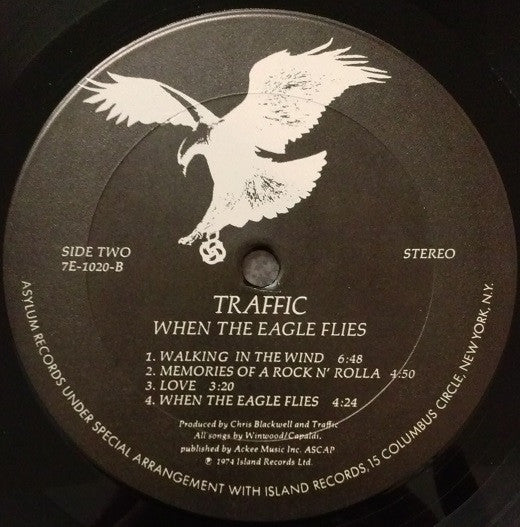 SIDE TWO
7E-1020-B
STEREO
TRAFFIC
WHEN THE EAGLE FLIES
1. WALKING IN THE WIND 6:48
2. MEMORIES OF A ROCK N' ROLLA 4:50
3. LOVE 3:20
4. WHEN THE EAGLE FLIES 4:24
Produced by Chris Blackwell and Traffic
All songs by Winwood/Capaldi,
published by Ackee Music Inc. ASCAP
℗ 1974 Island Records Ltd.
ASYLUM RECORDS UNDER SPECIAL ARRANGEMENT WITH ISLAND RECORDS, 15 COLUMBUS CIRCLE, NEW YORK, N.Y.